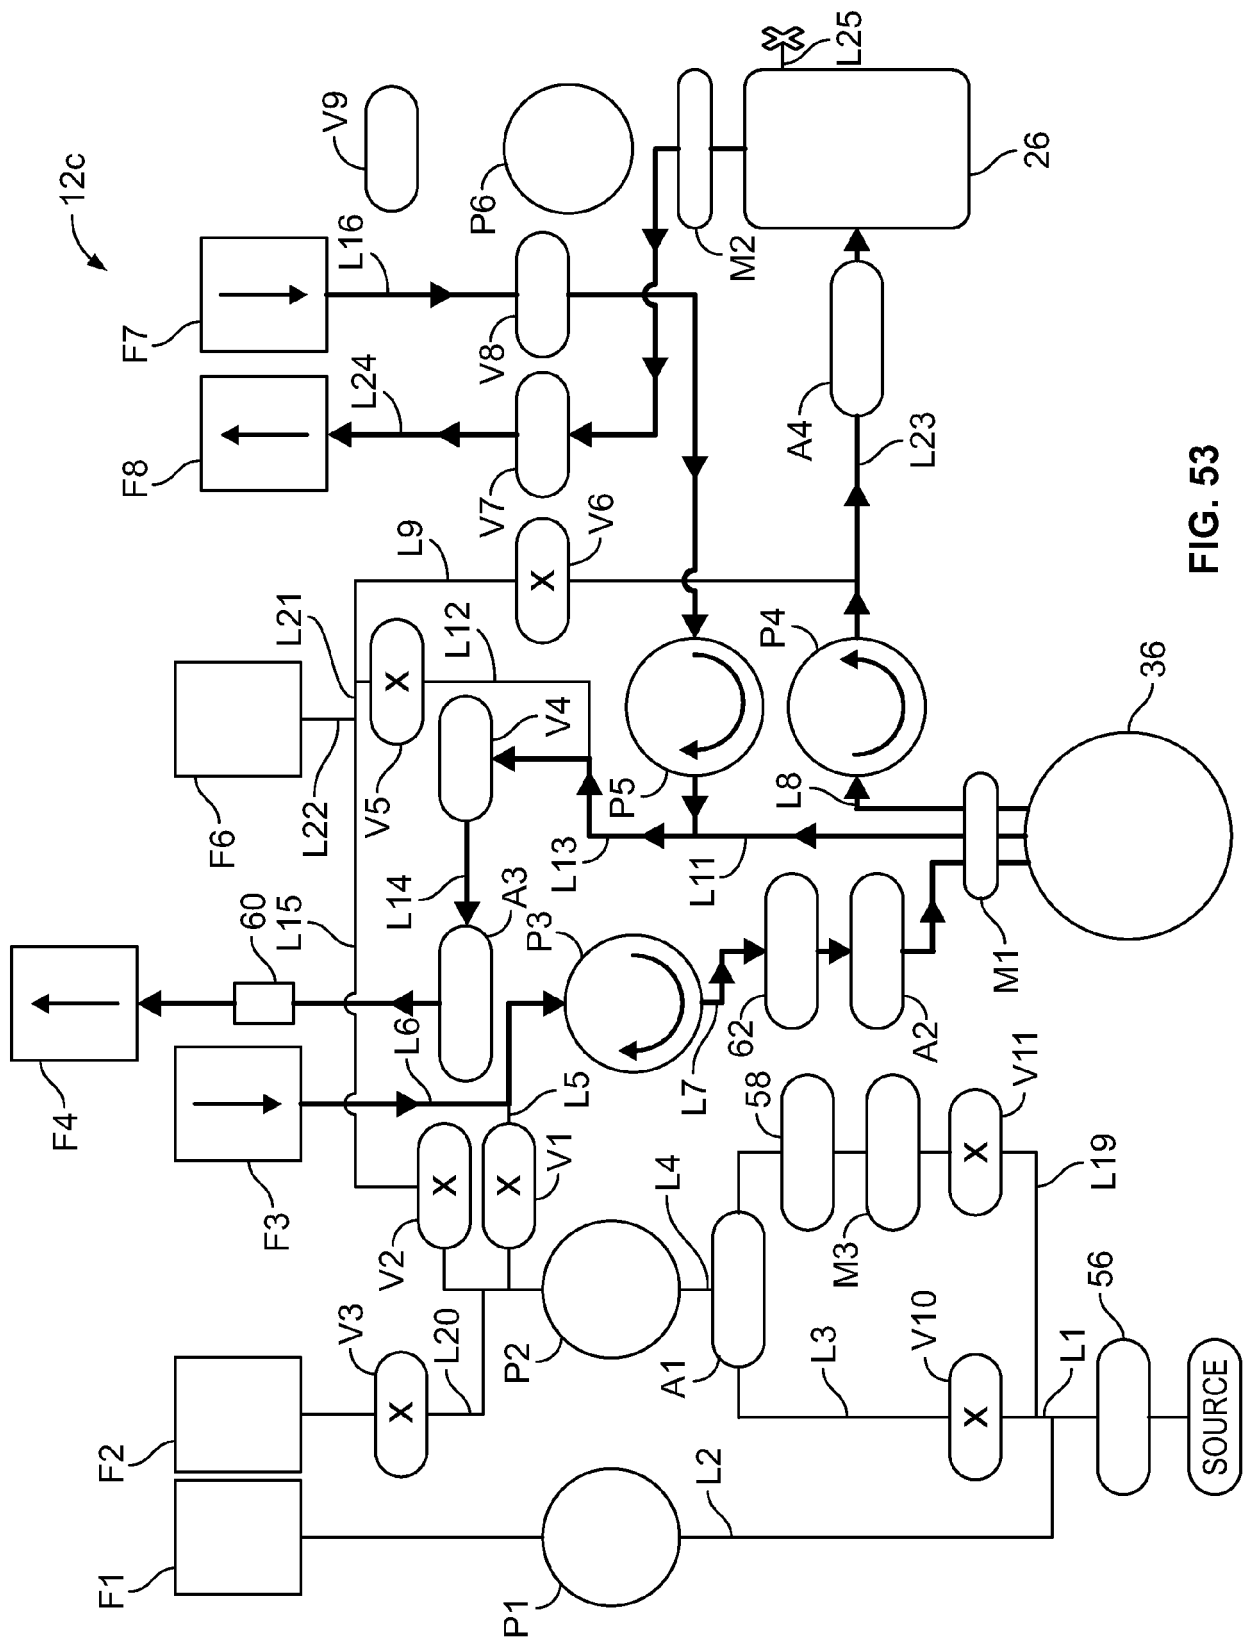 12c
F1
F2
F3
F4
F6
F8
F7
V9
P6
L16
L24
V8
V7
V6
L9
L21
L12
V4
V5
L22
L14
L15
60
A3
P3
L6
L5
V1
V2
V3
L20
P2
P1
L4
A1
L3
L2
V10
L1
56
SOURCE
L19
V11
58
M3
L7
62
A2
M1
L11
L13
P5
L8
P4
36
L23
A4
M2
26
L25
X
X
X
X
X
X
X
FIG. 53